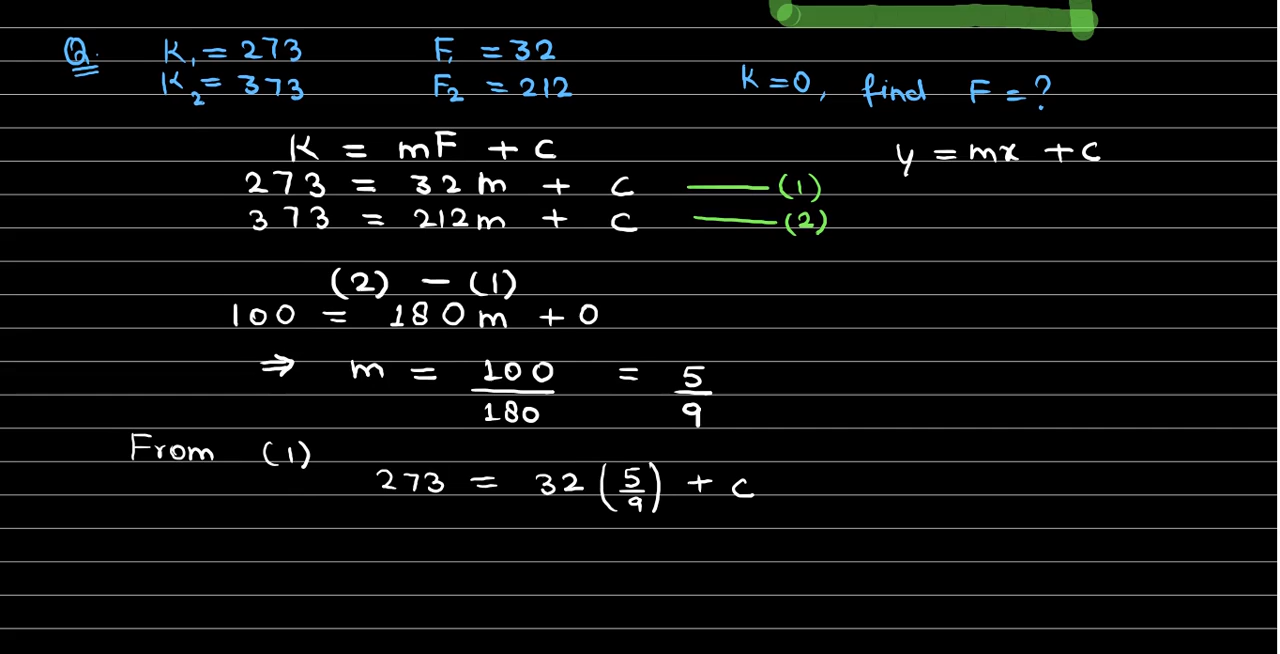 Q. K₁ = 273 F₁ = 32
K₂ = 373 F₂ = 212 K = 0, find F = ?
K = mF + c y = mx + c
273 = 32m + c —— (1)
373 = 212m + c —— (2)
(2) − (1)
100 = 180m + 0
⇒ m = 100/180 = 5/9
From (1)
273 = 32 (5/9) + c